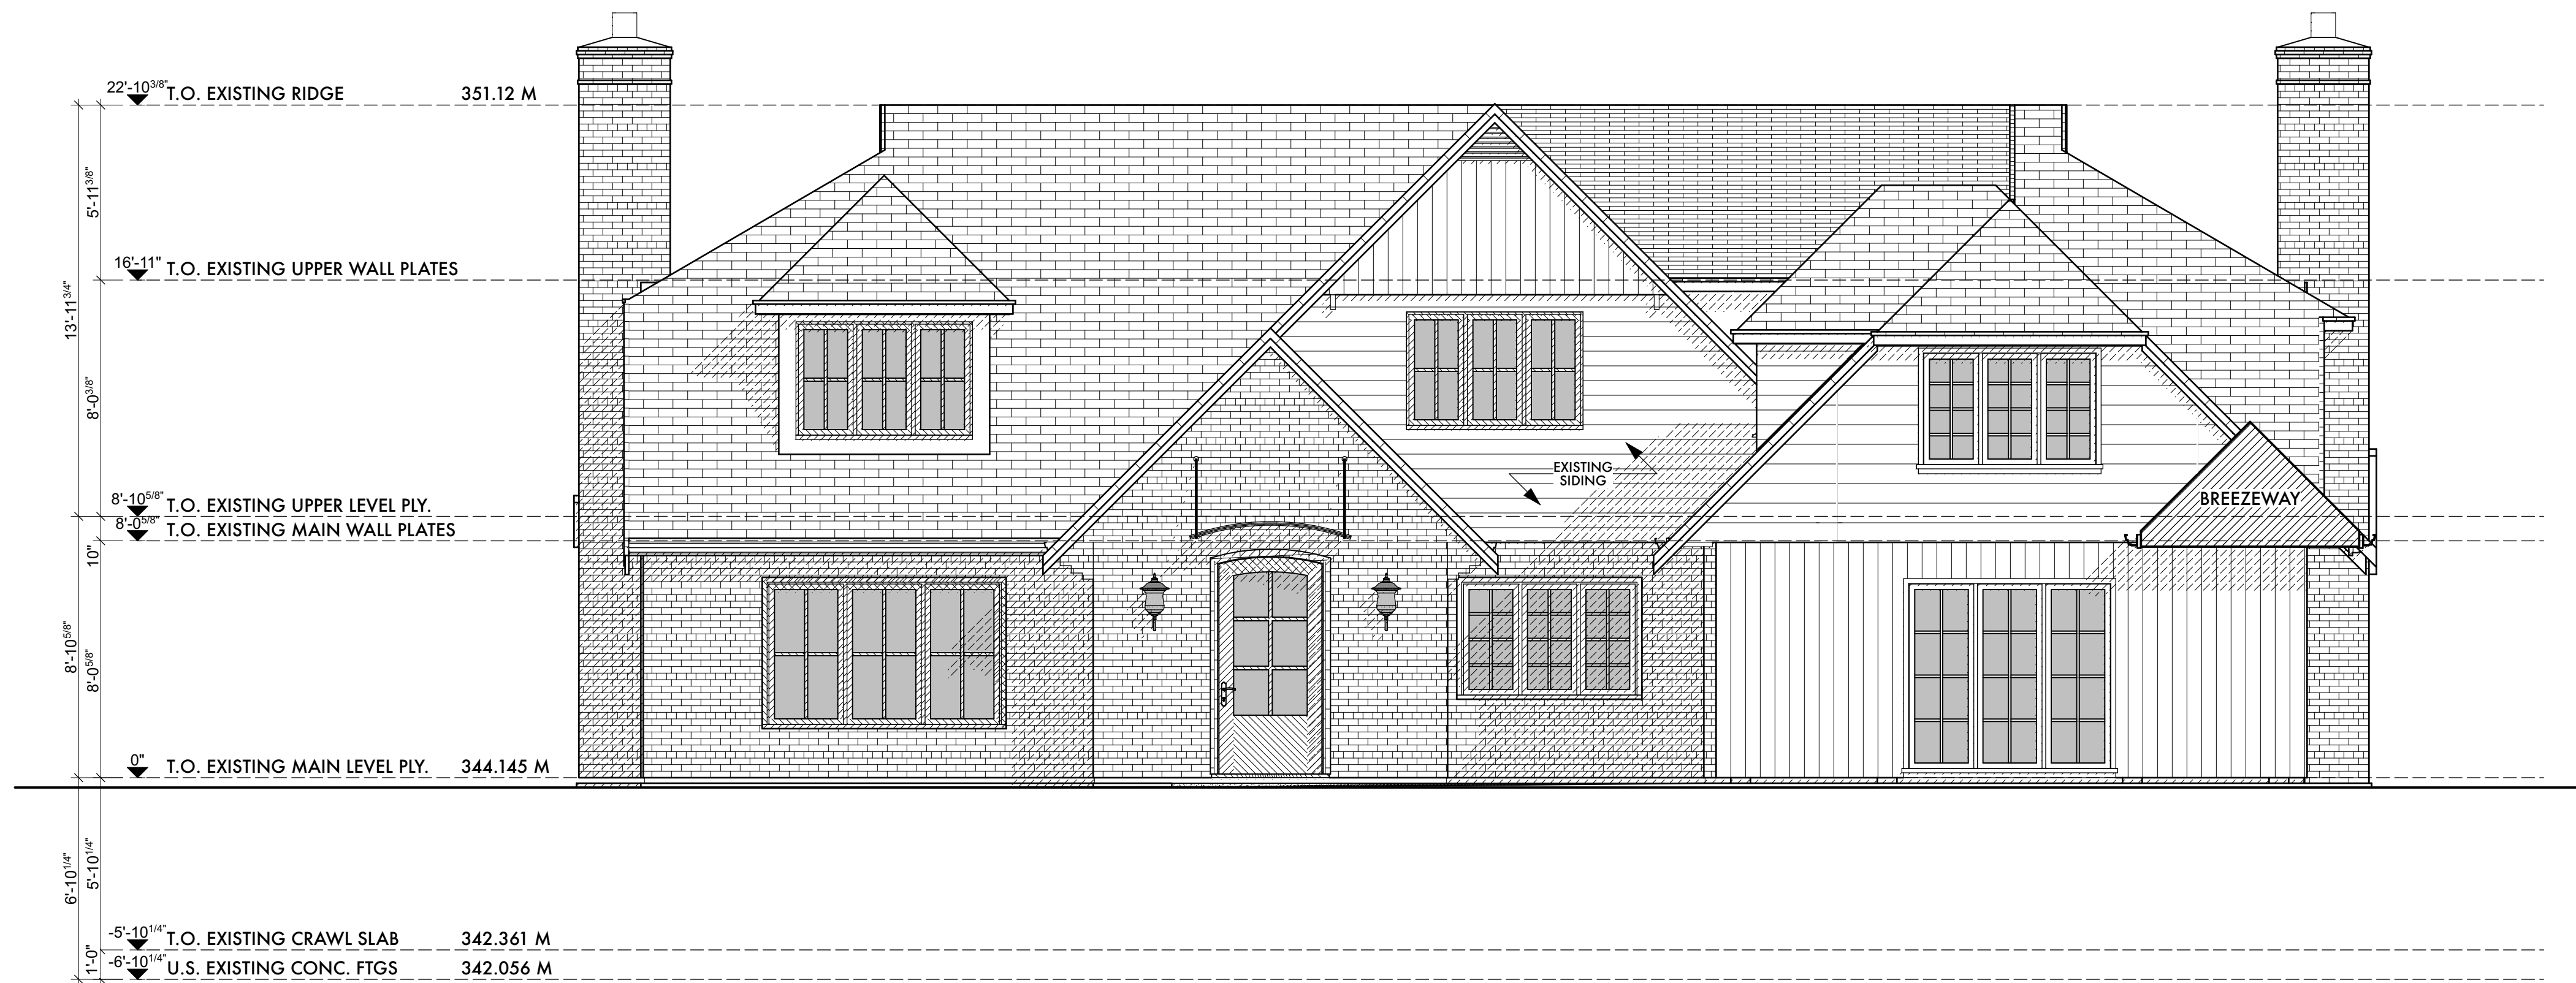 22'-10 3/8" T.O. EXISTING RIDGE 351.12 M
5'-11 3/8"
16'-11" T.O. EXISTING UPPER WALL PLATES
13'-11 3/4"
8'-0 3/8"
EXISTING
SIDING
8'-10 5/8" T.O. EXISTING UPPER LEVEL PLY.
BREEZEWAY
8'-0 5/8" T.O. EXISTING MAIN WALL PLATES
10"
8'-10 5/8"
8'-0 5/8"
0" T.O. EXISTING MAIN LEVEL PLY. 344.145 M
6'-10 1/4"
5'-10 1/4"
-5'-10 1/4" T.O. EXISTING CRAWL SLAB 342.361 M
1'-0"
-6'-10 1/4" U.S. EXISTING CONC. FTGS 342.056 M